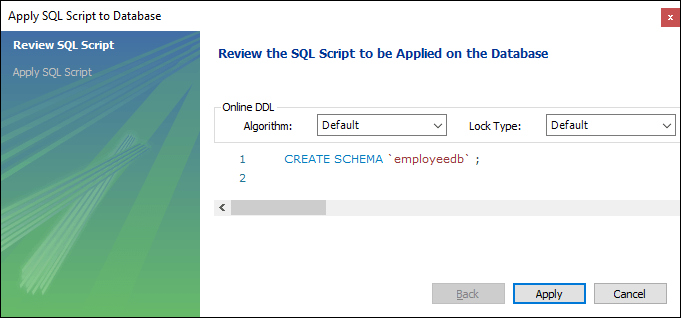 Apply SQL Script to Database
x
Review SQL Script
Apply SQL Script
Review the SQL Script to be Applied on the Database
Online DDL
Algorithm: Default Lock Type: Default
1 CREATE SCHEMA `employeedb` ;
2
Back Apply Cancel